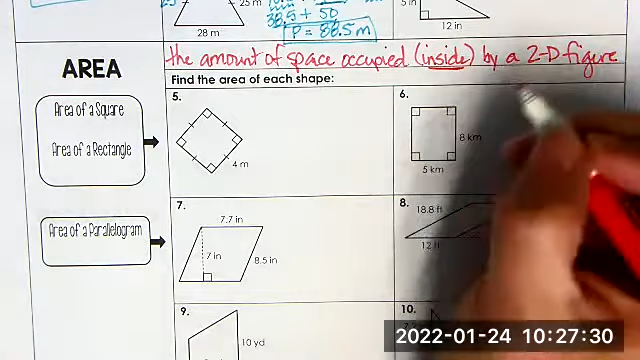 25 m
5 in
28 m
38.5 + 50
P = 88.5 m
12 in
AREA
the amount of space occupied (inside) by a 2-D figure
Find the area of each shape:
Area of a Square
Area of a Rectangle
5.
4 m
6.
8 km
5 km
Area of a Parallelogram
7.
7.7 in
7 in
8.5 in
8.
18.8 ft
12 ft
9.
10 yd
10.
2022-01-24 10:27:30